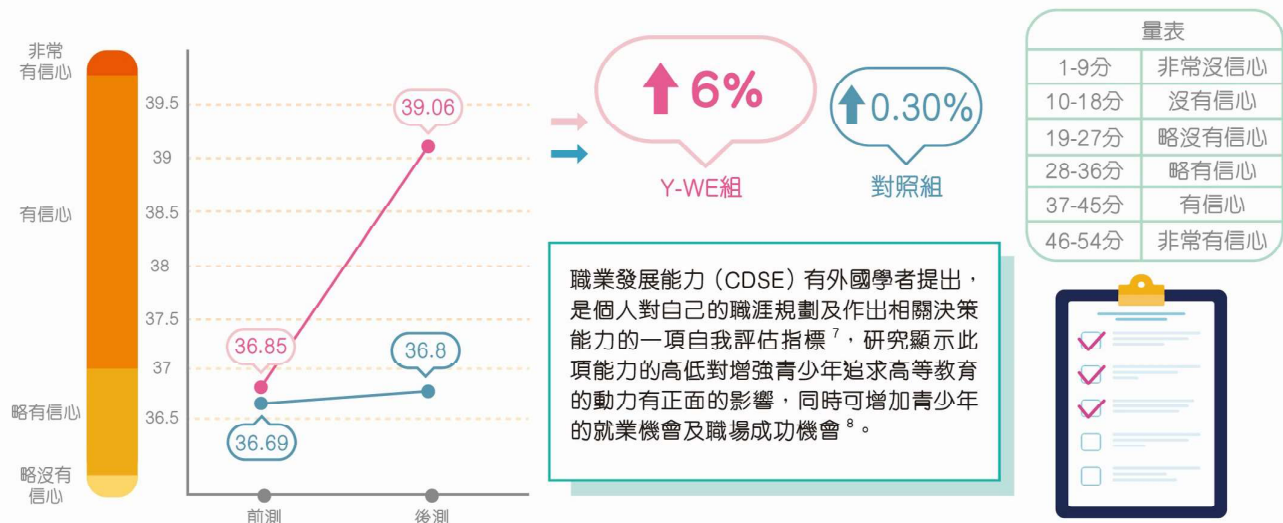 非常
有信心
有信心
略有信心
略沒有
信心
39.5
39
38.5
38
37.5
37
36.5
39.06
36.85
36.8
36.69
前測
後測
6%
Y-WE組
0.30%
對照組
量表
1-9分 非常沒信心
10-18分 沒有信心
19-27分 略沒有信心
28-36分 略有信心
37-45分 有信心
46-54分 非常有信心
職業發展能力（CDSE）有外國學者提出，
是個人對自己的職涯規劃及作出相關決策
能力的一項自我評估指標7，研究顯示此
項能力的高低對增強青少年追求高等教育
的動力有正面的影響，同時可增加青少年
的就業機會及職場成功機會8。